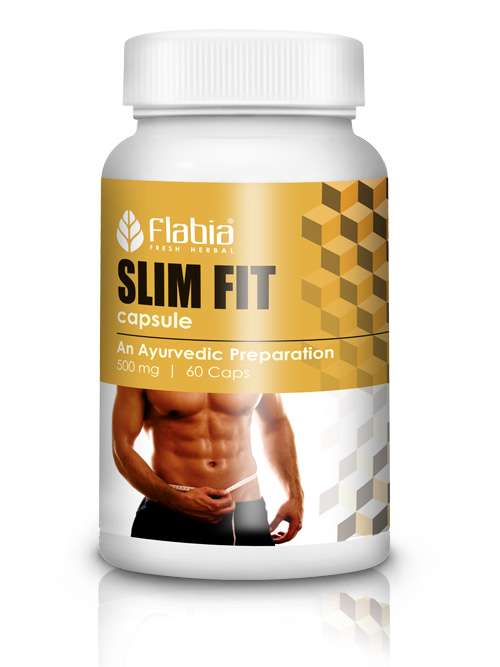 Flabia®
FRESH HERBAL
SLIM FIT
capsule
An Ayurvedic Preparation
500 mg | 60 Caps